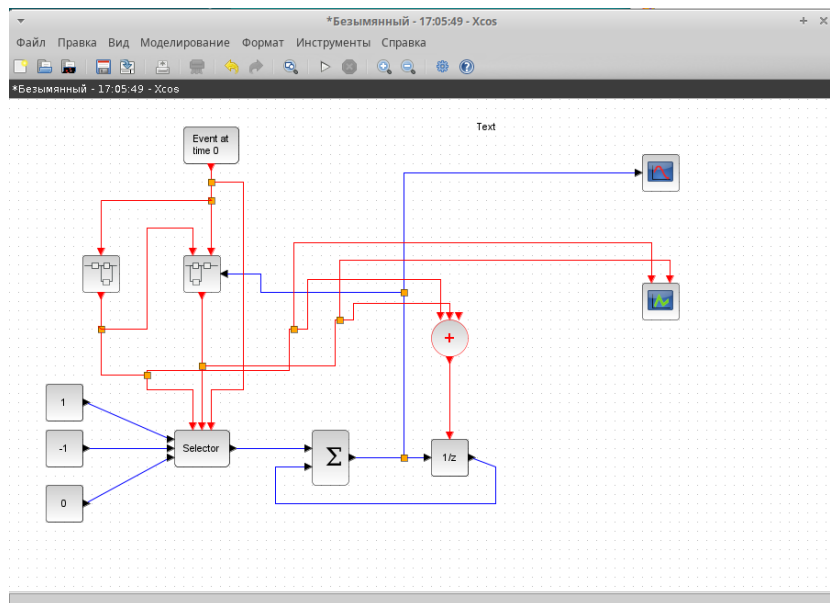 *Безымянный - 17:05:49 - Xcos
Файл Правка Вид Моделирование Формат Инструменты Справка
*Безымянный - 17:05:49 - Xcos
Text
Event at
time 0
+
1
-1
0
Selector
Σ
1/z